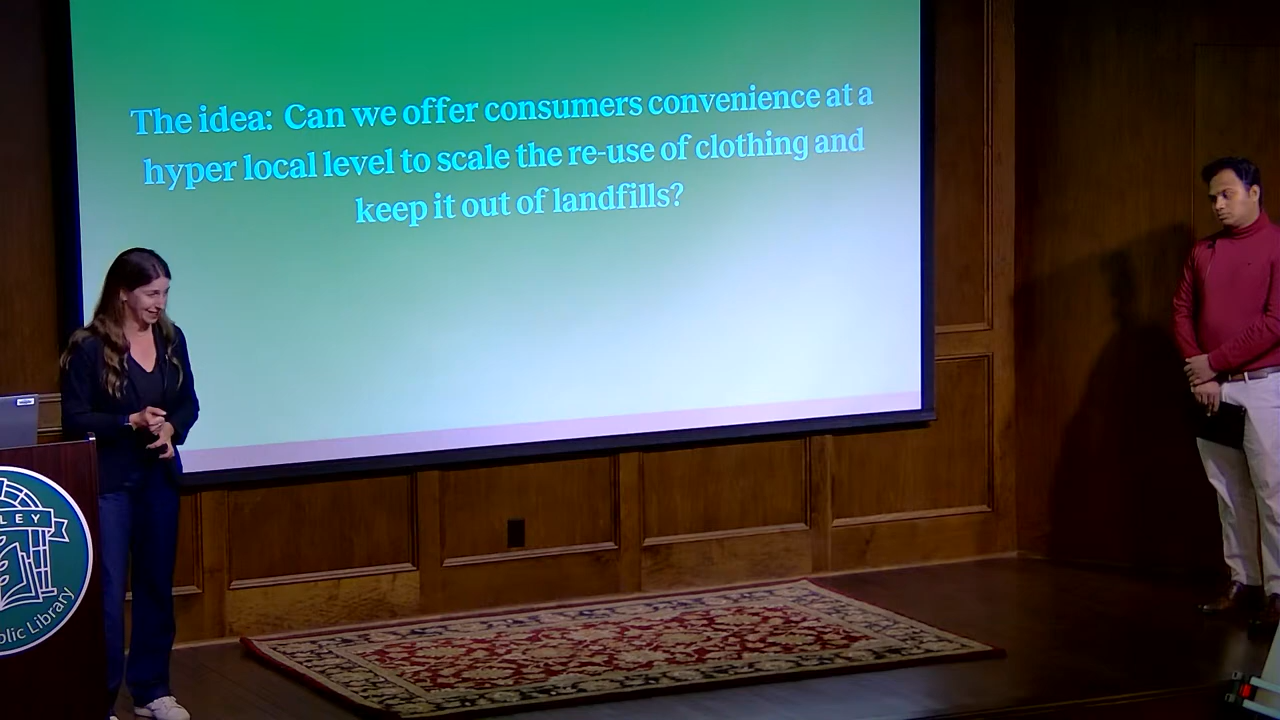 The idea: Can we offer consumers convenience at a
hyper local level to scale the re-use of clothing and
keep it out of landfills?
LEY
blic Library